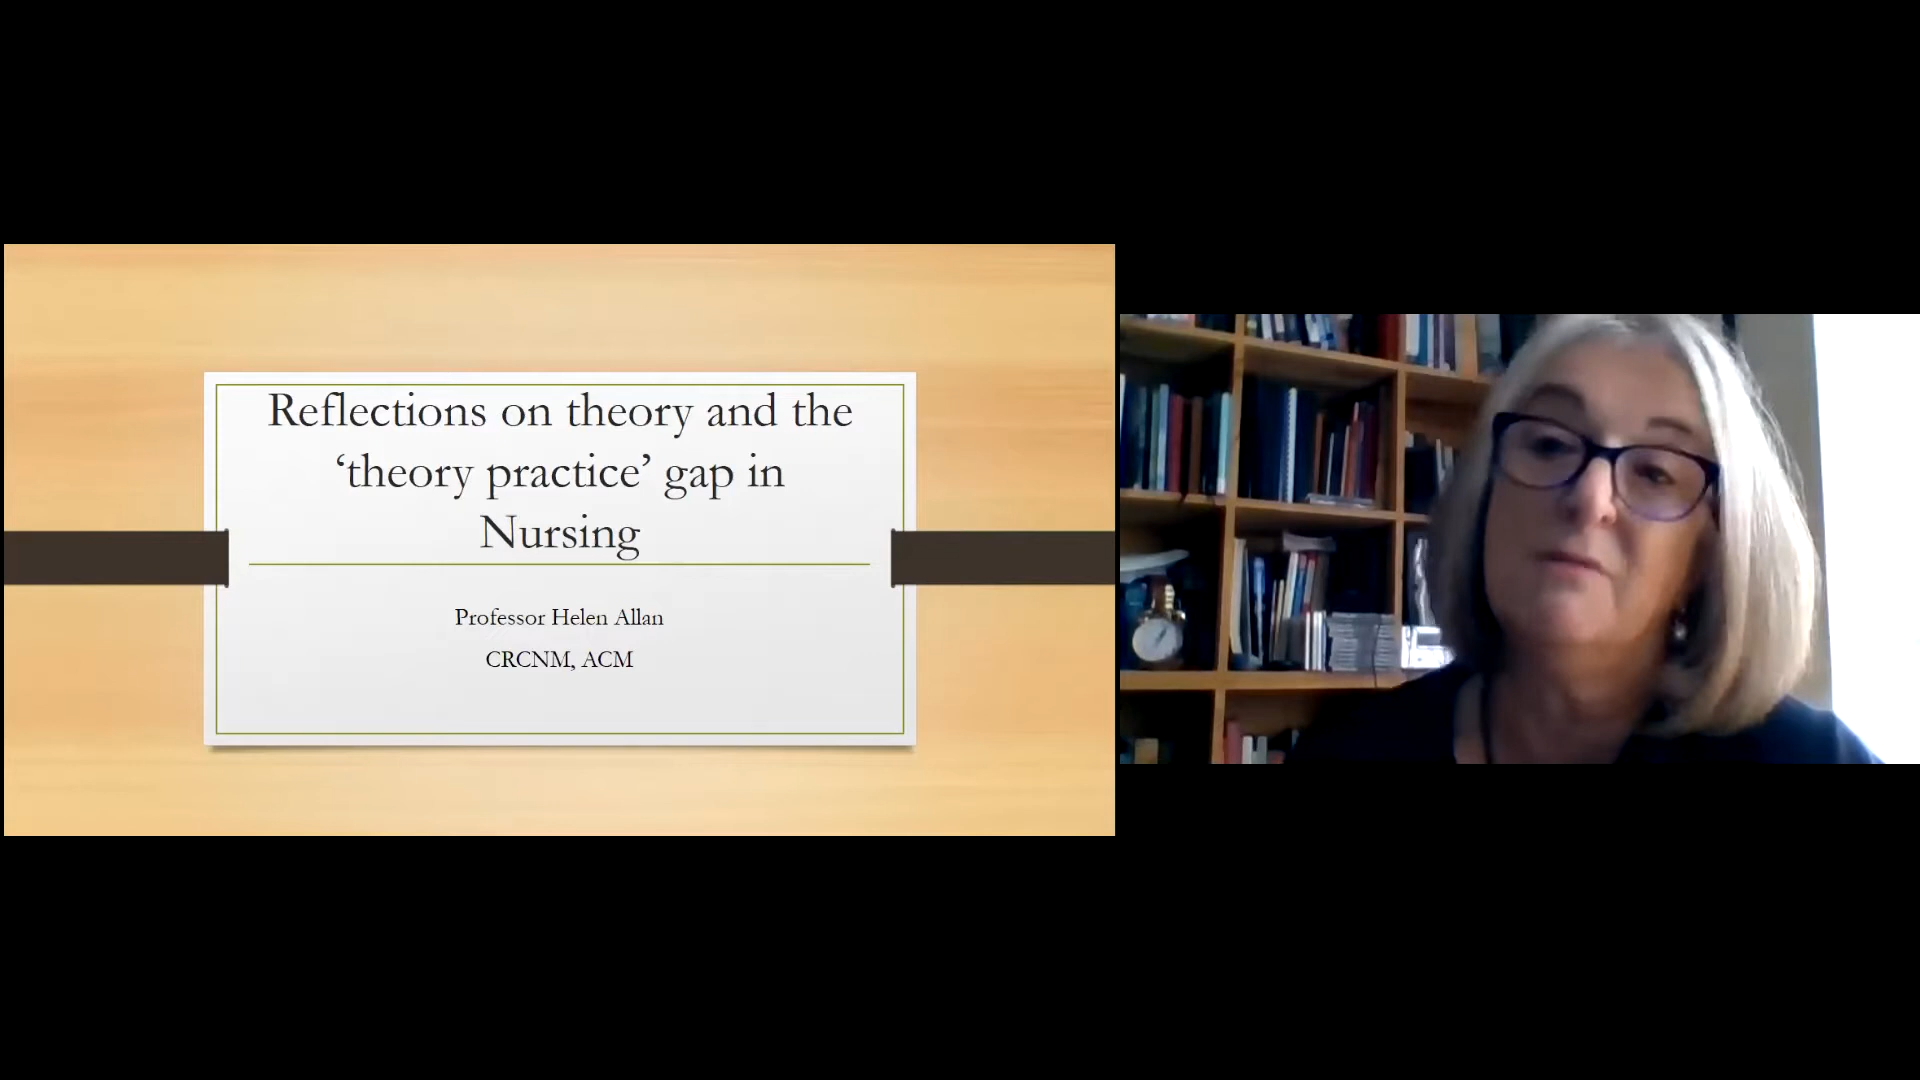 Reflections on theory and the
‘theory practice’ gap in
Nursing
Professor Helen Allan
CRCNM, ACM